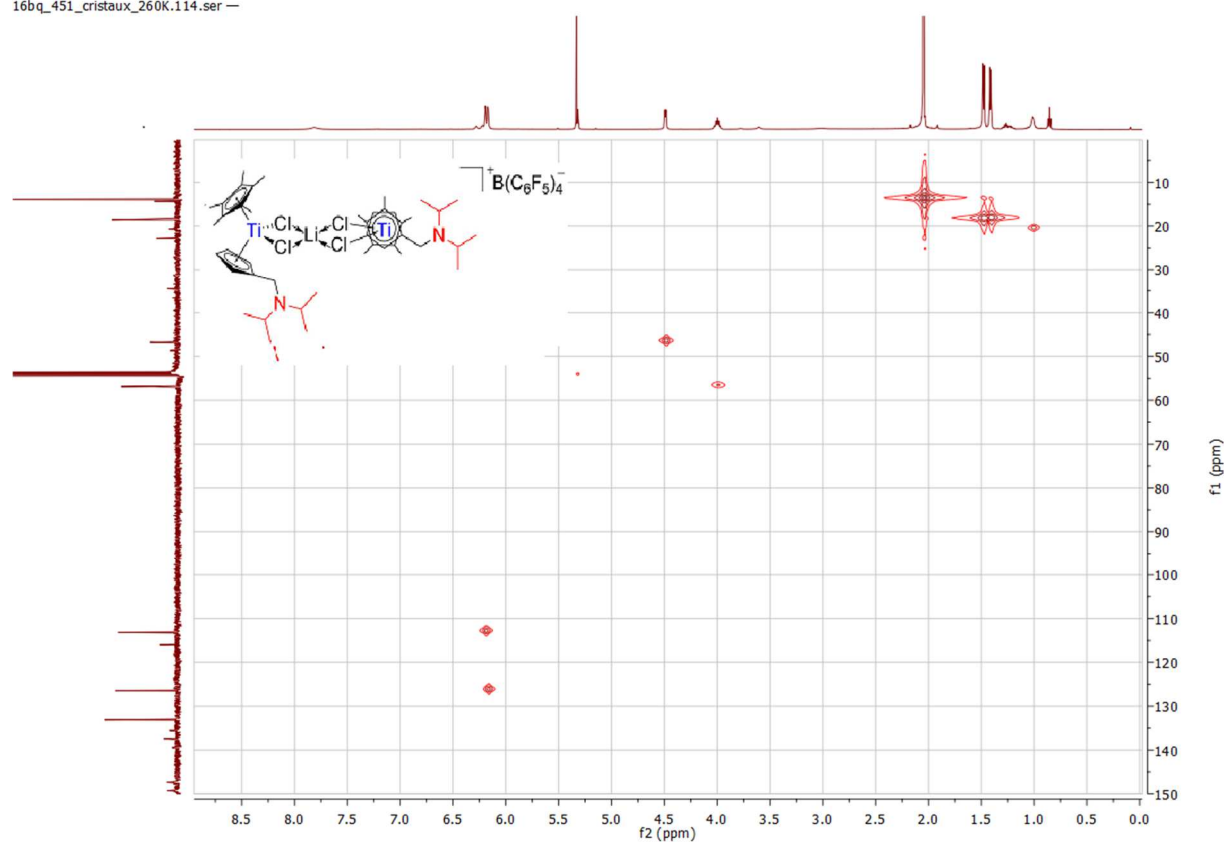 16bq_451_cristaux_260K.114.ser —
+B(C6F5)4-
Ti Cl Li Cl Ti N
Cl Cl
N
10
20
30
40
50
60
70
80
90
100
110
120
130
140
150
f1 (ppm)
8.5 8.0 7.5 7.0 6.5 6.0 5.5 5.0 4.5 4.0 3.5 3.0 2.5 2.0 1.5 1.0 0.5 0.0
f2 (ppm)